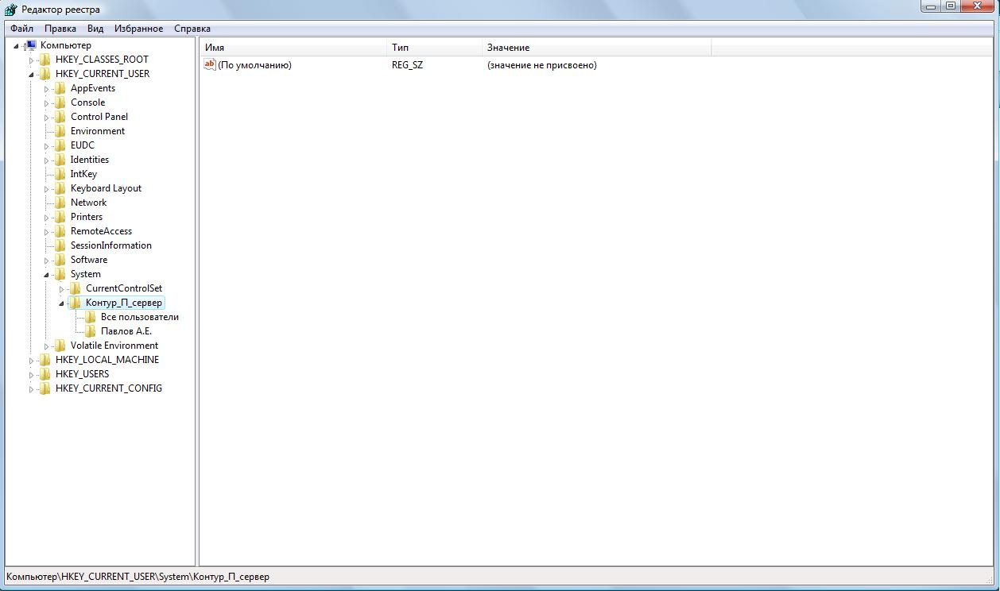 Редактор реестра
Файл Правка Вид Избранное Справка
Компьютер
HKEY_CLASSES_ROOT
HKEY_CURRENT_USER
AppEvents
Console
Control Panel
Environment
EUDC
Identities
IntKey
Keyboard Layout
Network
Printers
RemoteAccess
SessionInformation
Software
System
CurrentControlSet
Контур_П_сервер
Все пользователи
Павлов А.Е.
Volatile Environment
HKEY_LOCAL_MACHINE
HKEY_USERS
HKEY_CURRENT_CONFIG
Имя Тип Значение
ab (По умолчанию) REG_SZ (значение не присвоено)
Компьютер\HKEY_CURRENT_USER\System\Контур_П_сервер